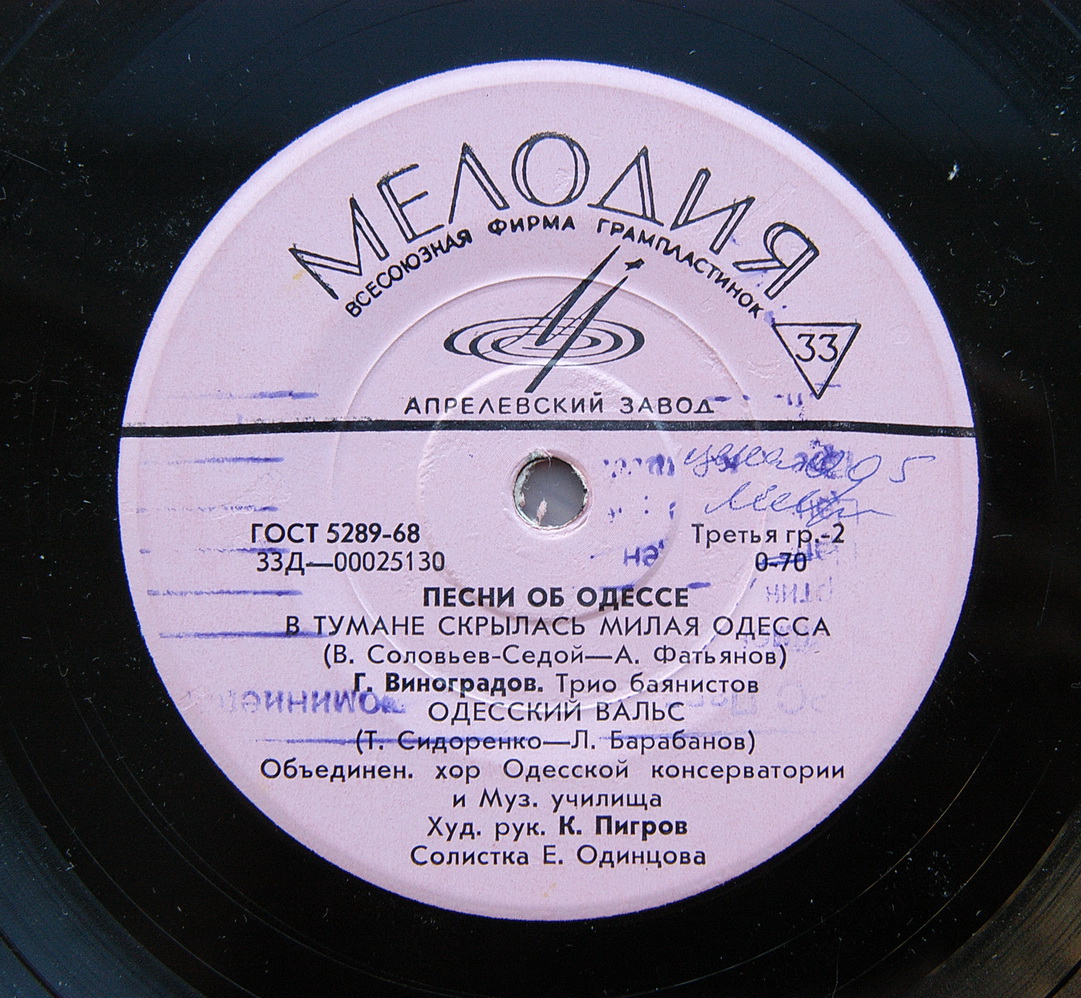 МЕЛОДИЯ
ВСЕСОЮЗНАЯ ФИРМА ГРАМПЛАСТИНОК
33
АПРЕЛЕВСКИЙ ЗАВОД
ГОСТ 5289-68
Третья гр.-2
33Д—00025130
0-70
ПЕСНИ ОБ ОДЕССЕ
В ТУМАНЕ СКРЫЛАСЬ МИЛАЯ ОДЕССА
(В. Соловьев-Седой—А. Фатьянов)
Г. Виноградов. Трио баянистов
ОДЕССКИЙ ВАЛЬС
(Т. Сидоренко—Л. Барабанов)
Объединен. хор Одесской консерватории
и Муз. училища
Худ. рук. К. Пигров
Солистка Е. Одинцова